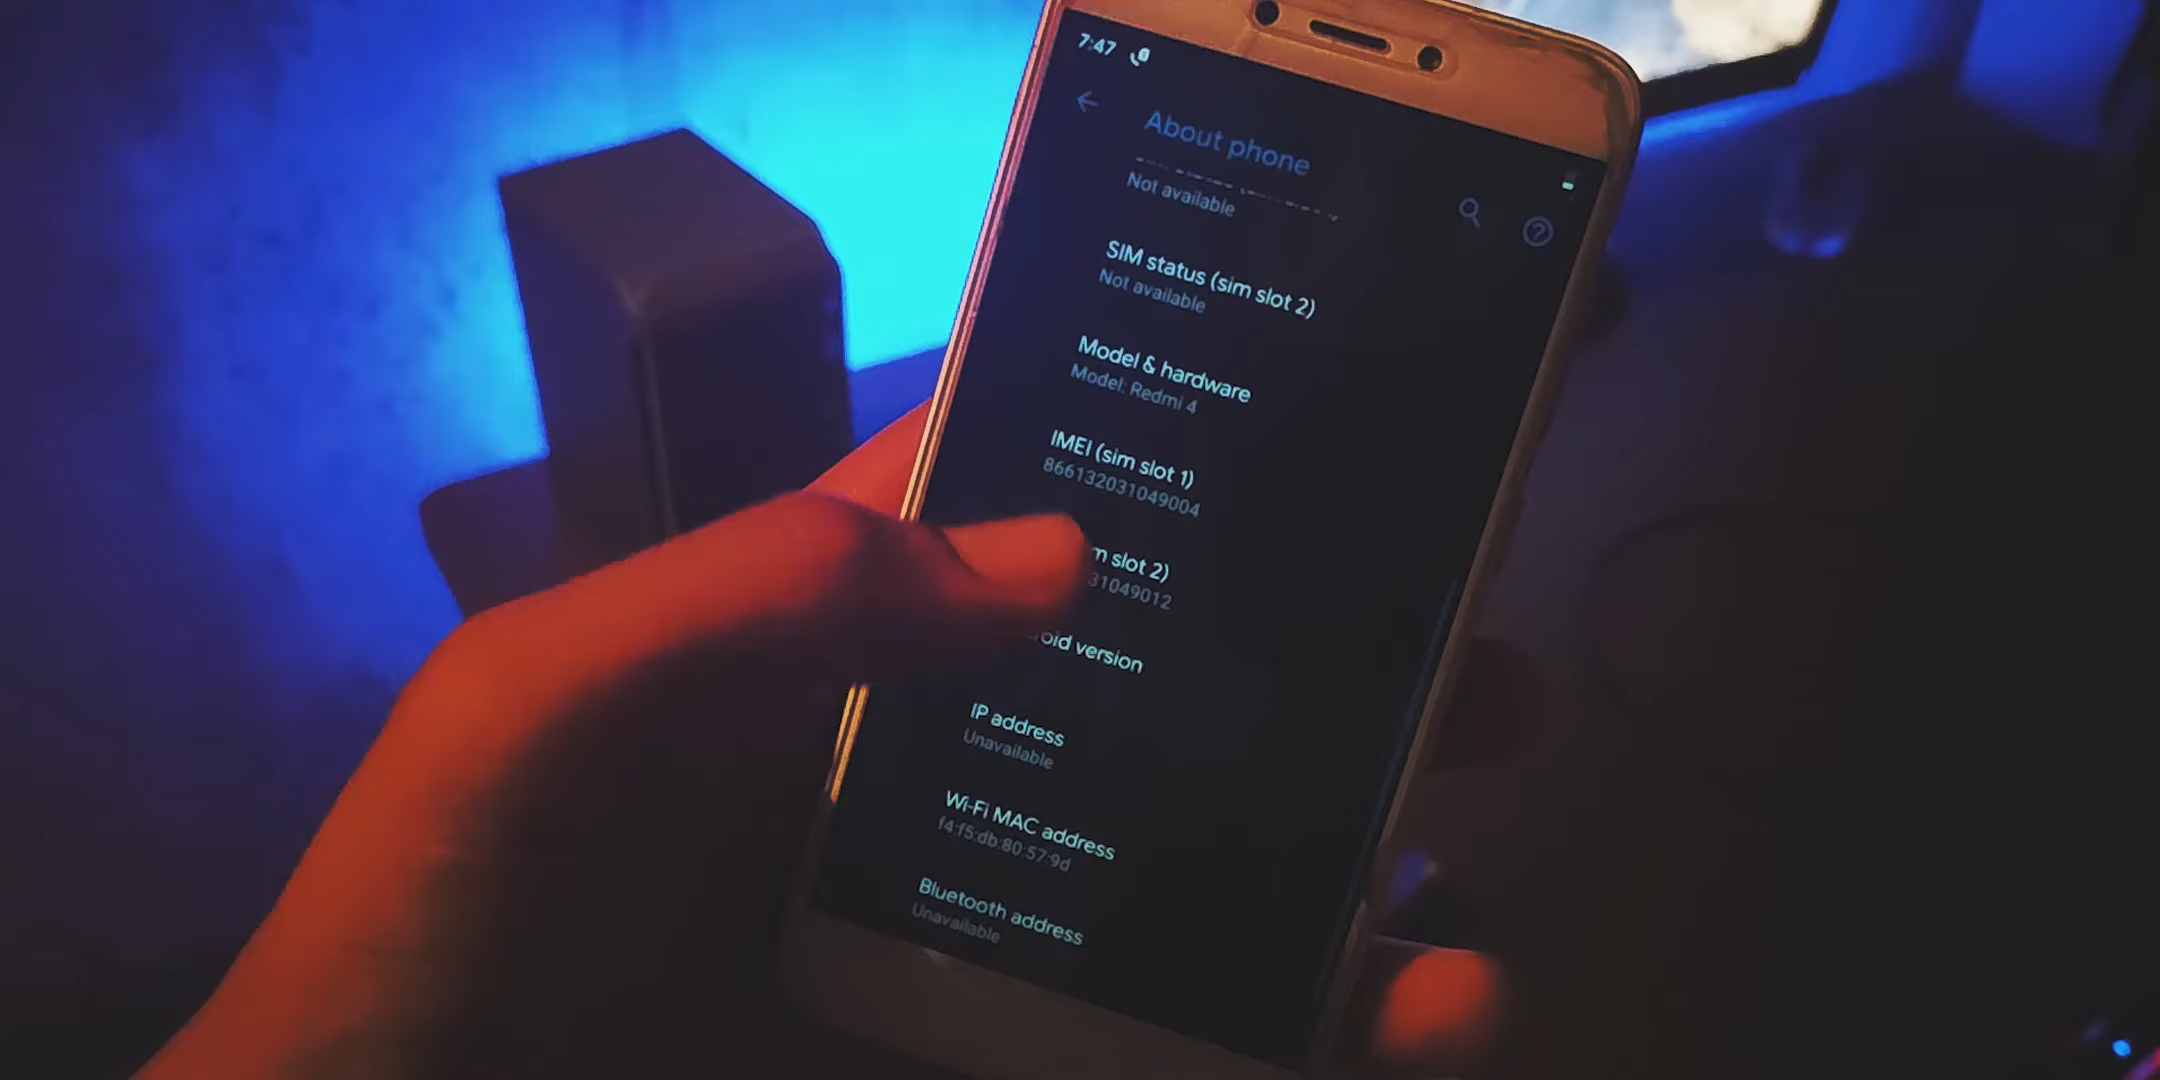 7:47
About phone
Not available
SIM status (sim slot 2)
Not available
Model & hardware
Model: Redmi 4
IMEI (sim slot 1)
866132031049004
m slot 2)
31049012
oid version
IP address
Unavailable
Wi-Fi MAC address
f4:f5:db:80:57:9d
Bluetooth address
Unavailable